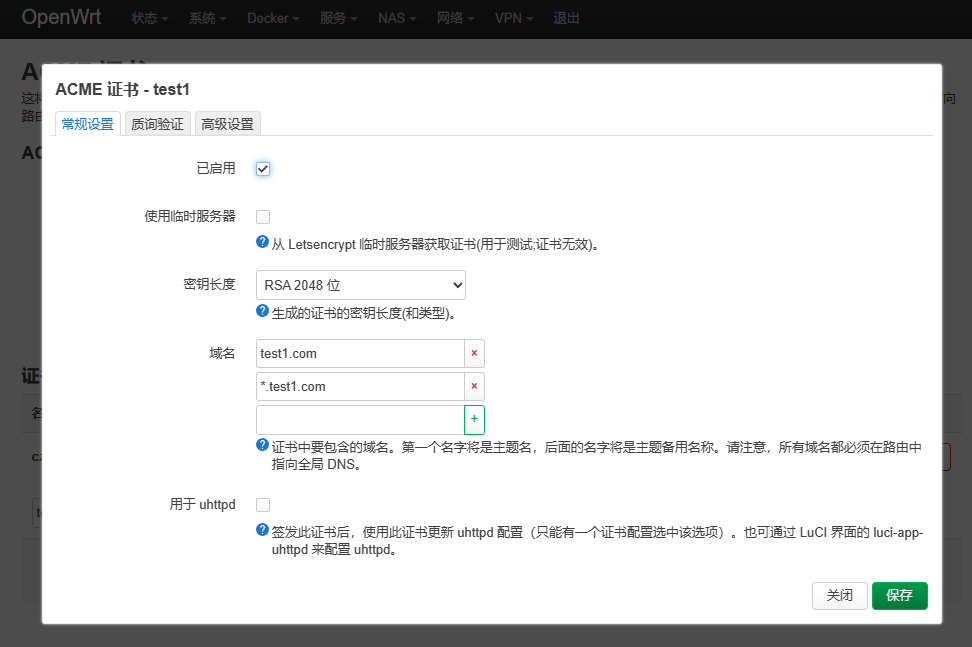 OpenWrt 状态 系统 Docker 服务 NAS 网络 VPN 退出
ACME 证书 - test1
常规设置 质询验证 高级设置
已启用
使用临时服务器
从 Letsencrypt 临时服务器获取证书(用于测试;证书无效)。
密钥长度 RSA 2048 位
生成的证书的密钥长度(和类型)。
域名 test1.com ×
*.test1.com ×
+
证书中要包含的域名。第一个名字将是主题名，后面的名字将是主题备用名称。请注意，所有域名都必须在路由中
指向全局 DNS。
用于 uhttpd
签发此证书后，使用此证书更新 uhttpd 配置（只能有一个证书配置选中该选项）。也可通过 LuCI 界面的 luci-app-
uhttpd 来配置 uhttpd。
关闭 保存